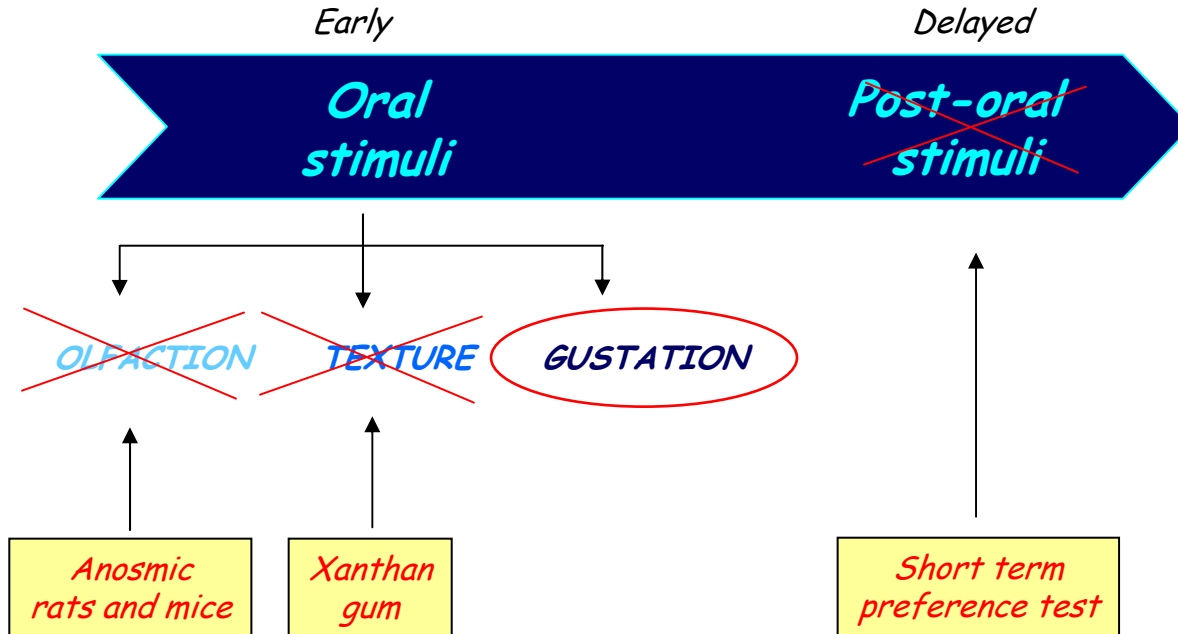 Early
Delayed
Oral
stimuli
Post-oral
stimuli
OLFACTION
TEXTURE
GUSTATION
Anosmic
rats and mice
Xanthan
gum
Short term
preference test